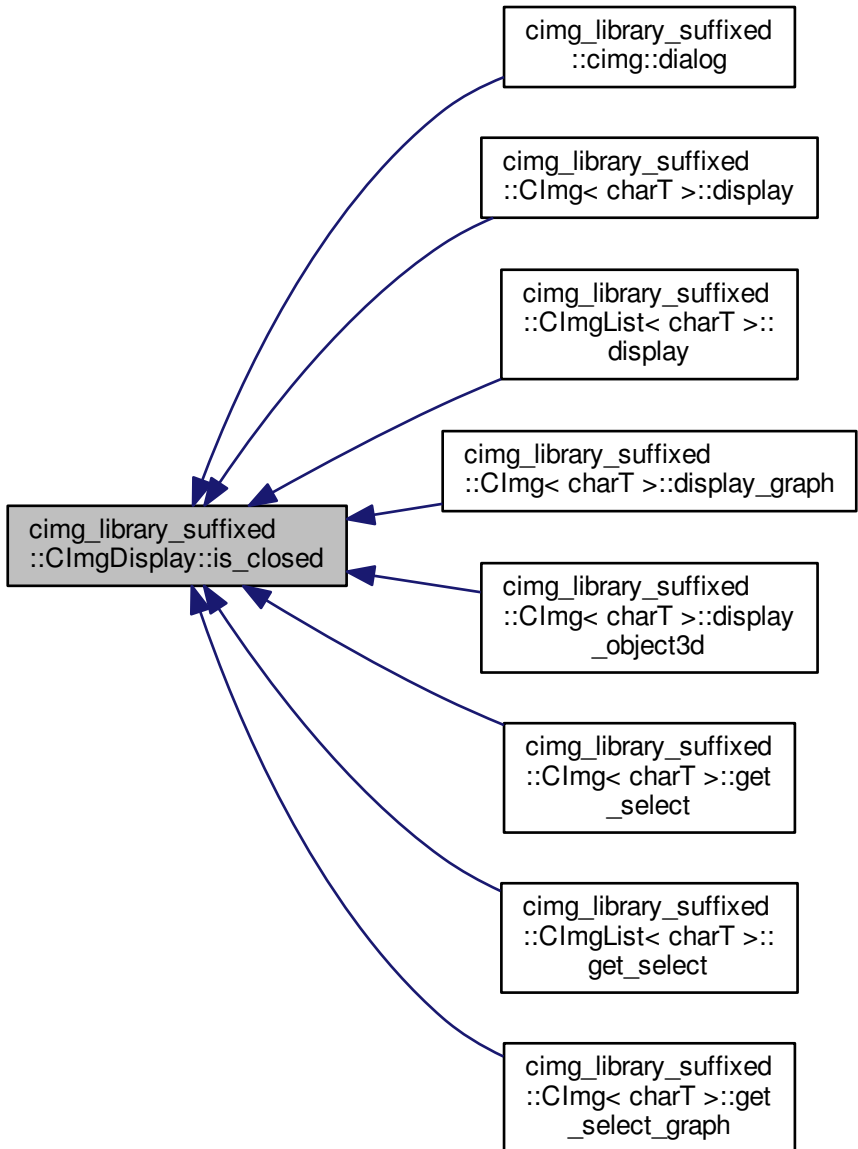 cimg_library_suffixed
::cimg::dialog
cimg_library_suffixed
::CImg< charT >::display
cimg_library_suffixed
::CImgList< charT >::
display
cimg_library_suffixed
::CImg< charT >::display_graph
cimg_library_suffixed
::CImgDisplay::is_closed
cimg_library_suffixed
::CImg< charT >::display
_object3d
cimg_library_suffixed
::CImg< charT >::get
_select
cimg_library_suffixed
::CImgList< charT >::
get_select
cimg_library_suffixed
::CImg< charT >::get
_select_graph